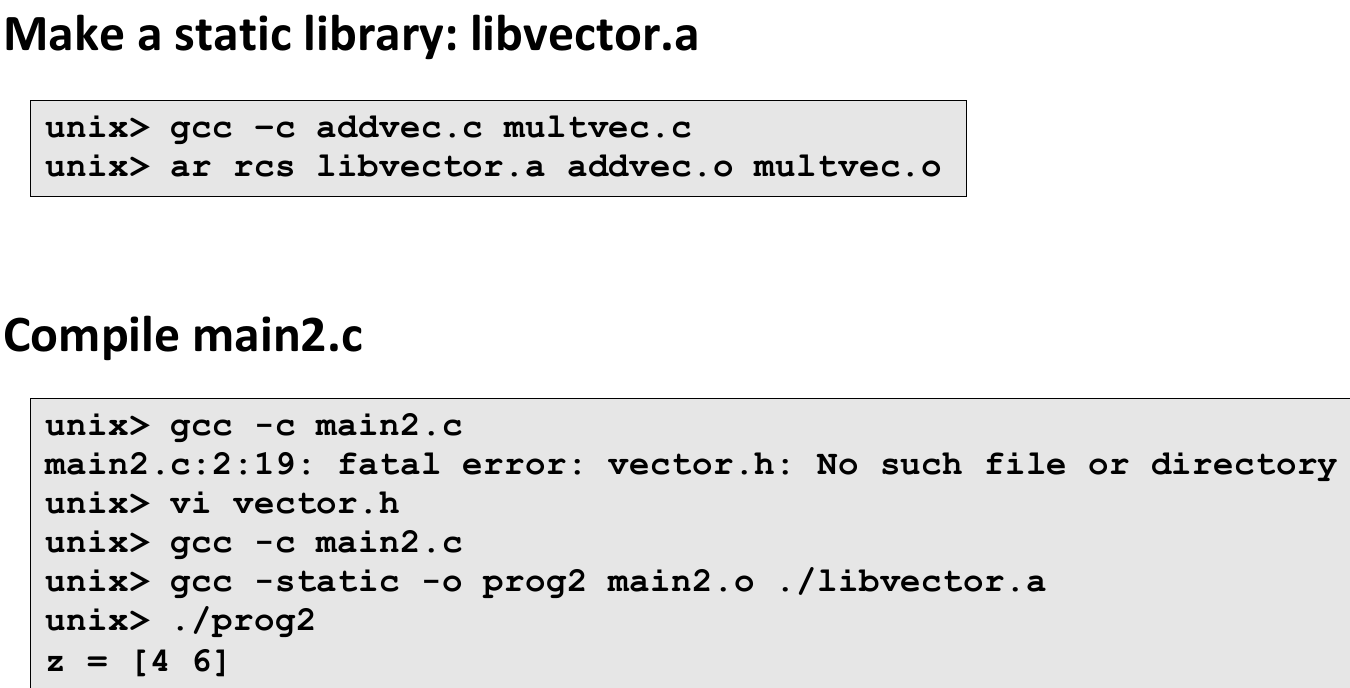 Make a static library: libvector.a
unix> gcc –c addvec.c multvec.c
unix> ar rcs libvector.a addvec.o multvec.o
Compile main2.c
unix> gcc -c main2.c
main2.c:2:19: fatal error: vector.h: No such file or directory
unix> vi vector.h
unix> gcc -c main2.c
unix> gcc -static -o prog2 main2.o ./libvector.a
unix> ./prog2
z = [4 6]